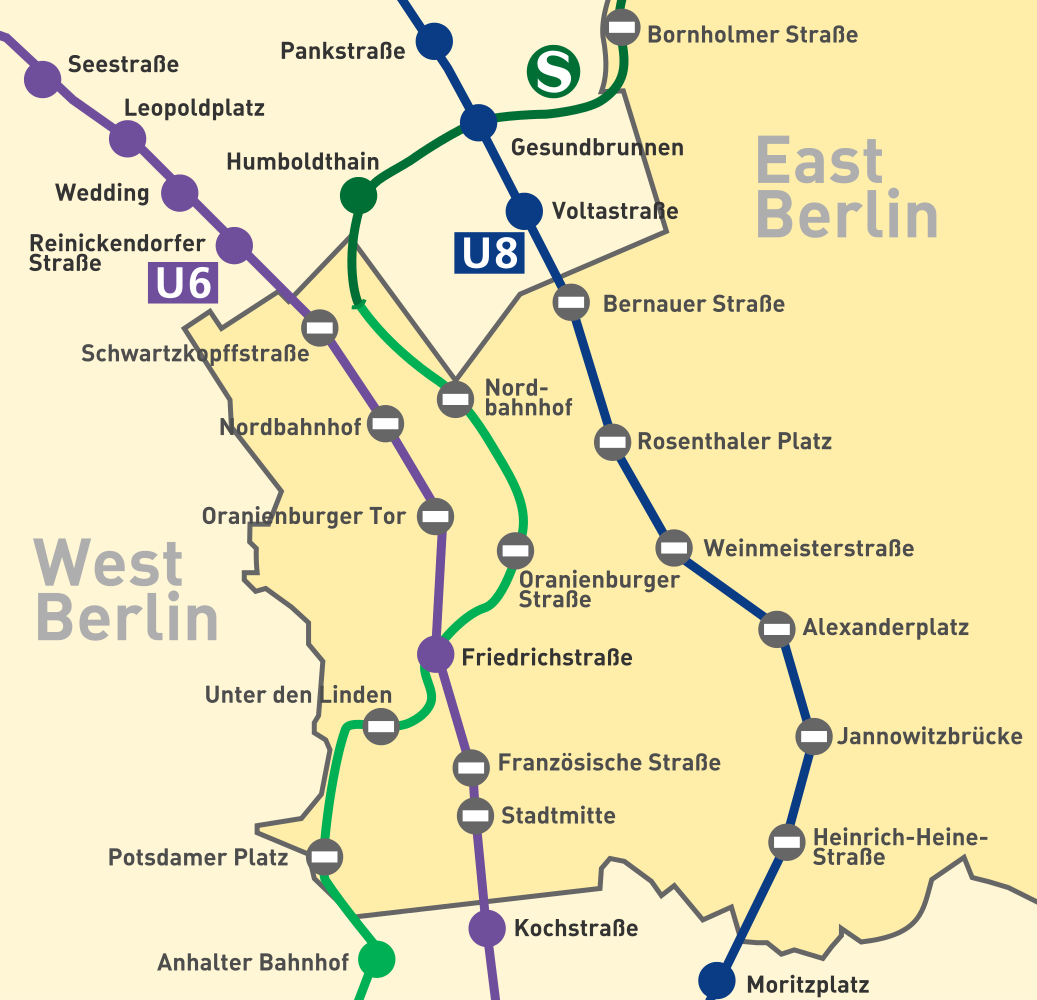 Bornholmer Straße
Pankstraße
Seestraße
S
Leopoldplatz
Gesundbrunnen
East
Berlin
Humboldthain
Wedding
Voltastraße
Reinickendorfer
Straße
U8
U6
Bernauer Straße
Schwartzkopffstraße
Nord-
bahnhof
Nordbahnhof
Rosenthaler Platz
Oranienburger Tor
Weinmeisterstraße
West
Berlin
Oranienburger
Straße
Alexanderplatz
Friedrichstraße
Unter den Linden
Jannowitzbrücke
Französische Straße
Stadtmitte
Heinrich-Heine-
Straße
Potsdamer Platz
Kochstraße
Anhalter Bahnhof
Moritzplatz